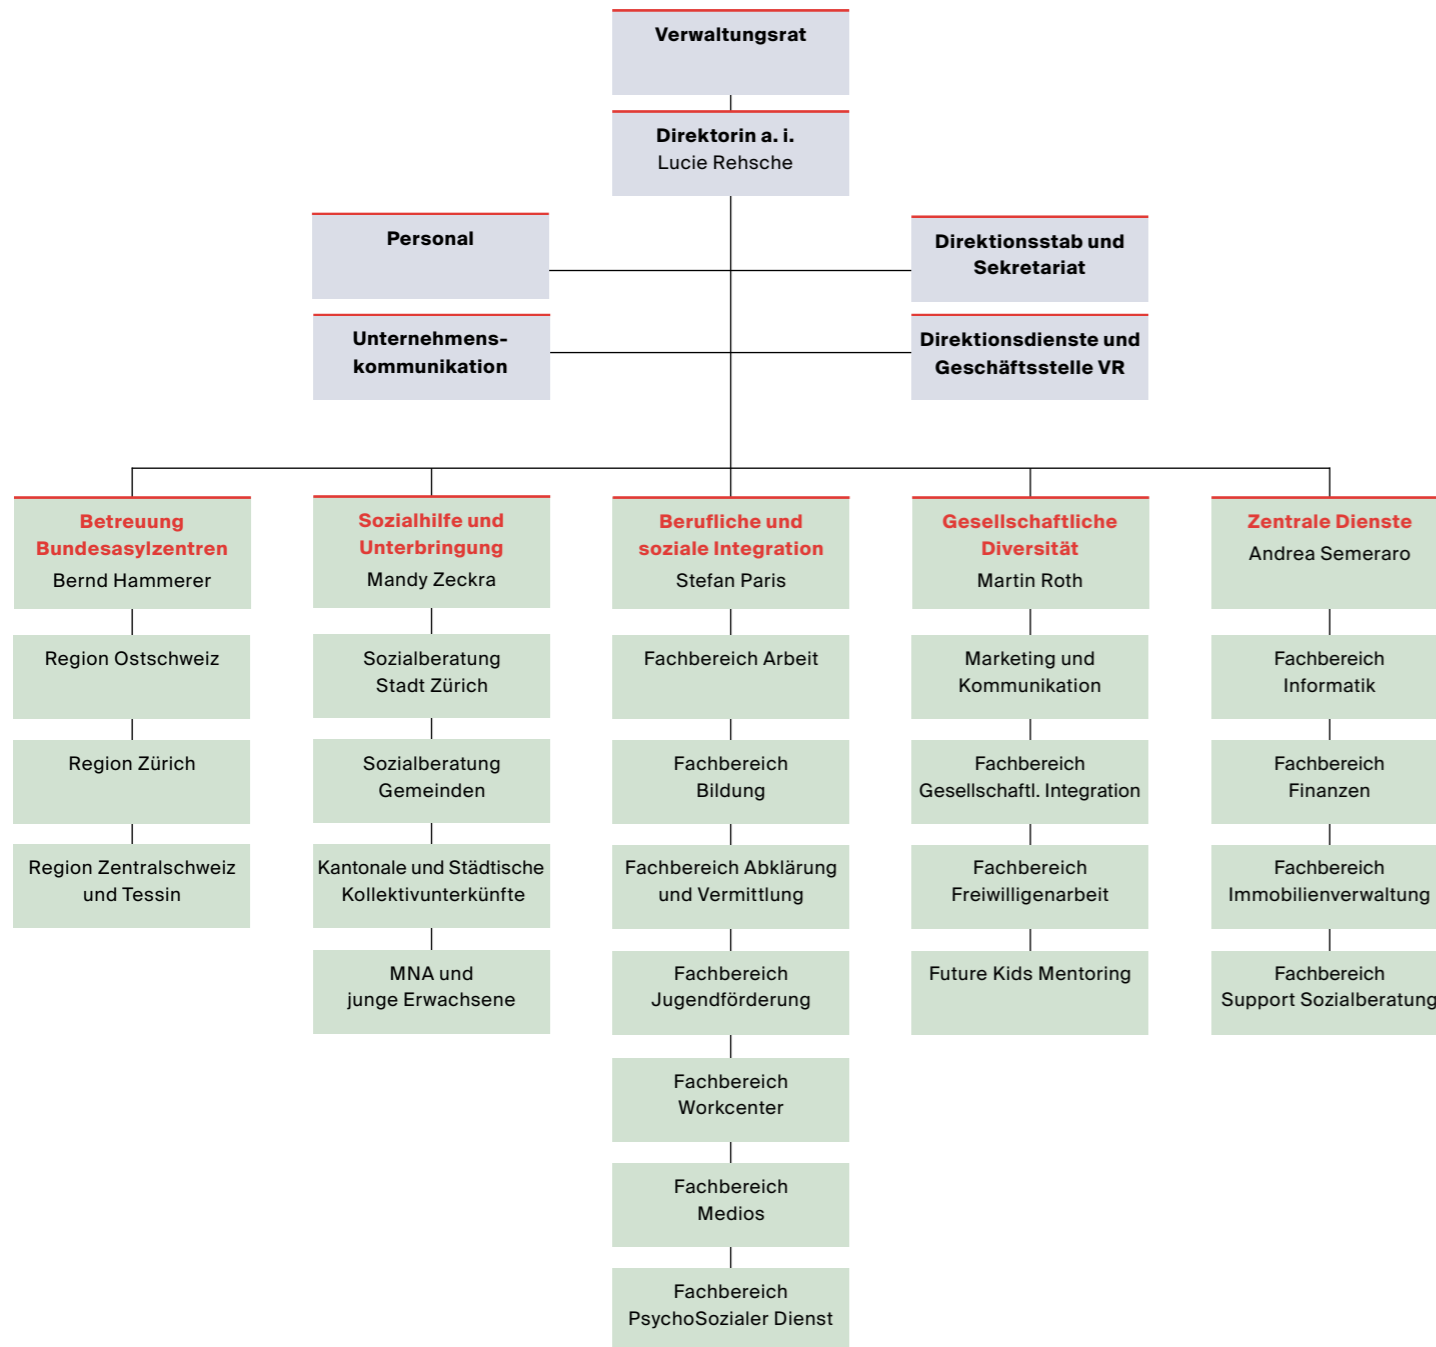 Verwaltungsrat
Direktorin a. i.
Lucie Rehsche
Personal
Direktionsstab und
Sekretariat
Unternehmens-
kommunikation
Direktionsdienste und
Geschäftsstelle VR
Betreuung
Bundesasylzentren
Bernd Hammerer
Region Ostschweiz
Region Zürich
Region Zentralschweiz
und Tessin
Sozialhilfe und
Unterbringung
Mandy Zeckra
Sozialberatung
Stadt Zürich
Sozialberatung
Gemeinden
Kantonale und Städtische
Kollektivunterkünfte
MNA und
junge Erwachsene
Berufliche und
soziale Integration
Stefan Paris
Fachbereich Arbeit
Fachbereich
Bildung
Fachbereich Abklärung
und Vermittlung
Fachbereich
Jugendförderung
Fachbereich
Workcenter
Fachbereich
Medios
Fachbereich
PsychoSozialer Dienst
Gesellschaftliche
Diversität
Martin Roth
Marketing und
Kommunikation
Fachbereich
Gesellschaftl. Integration
Fachbereich
Freiwilligenarbeit
Future Kids Mentoring
Zentrale Dienste
Andrea Semeraro
Fachbereich
Informatik
Fachbereich
Finanzen
Fachbereich
Immobilienverwaltung
Fachbereich
Support Sozialberatung